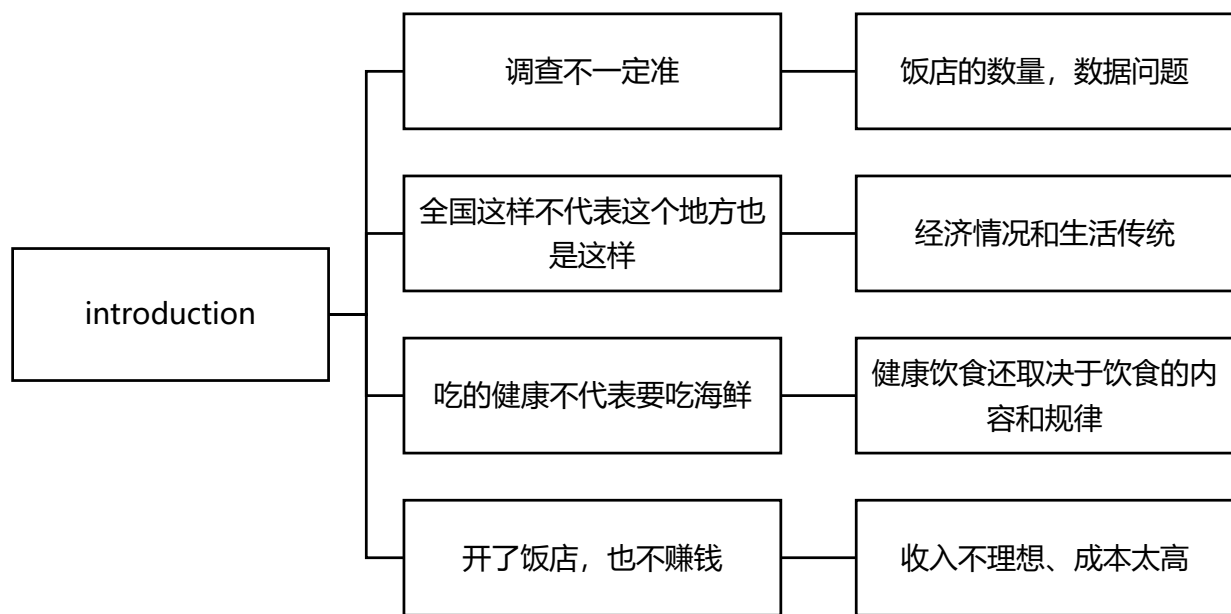 introduction
调查不一定准
饭店的数量，数据问题
全国这样不代表这个地方也
是这样
经济情况和生活传统
吃的健康不代表要吃海鲜
健康饮食还取决于饮食的内
容和规律
开了饭店，也不赚钱
收入不理想、成本太高